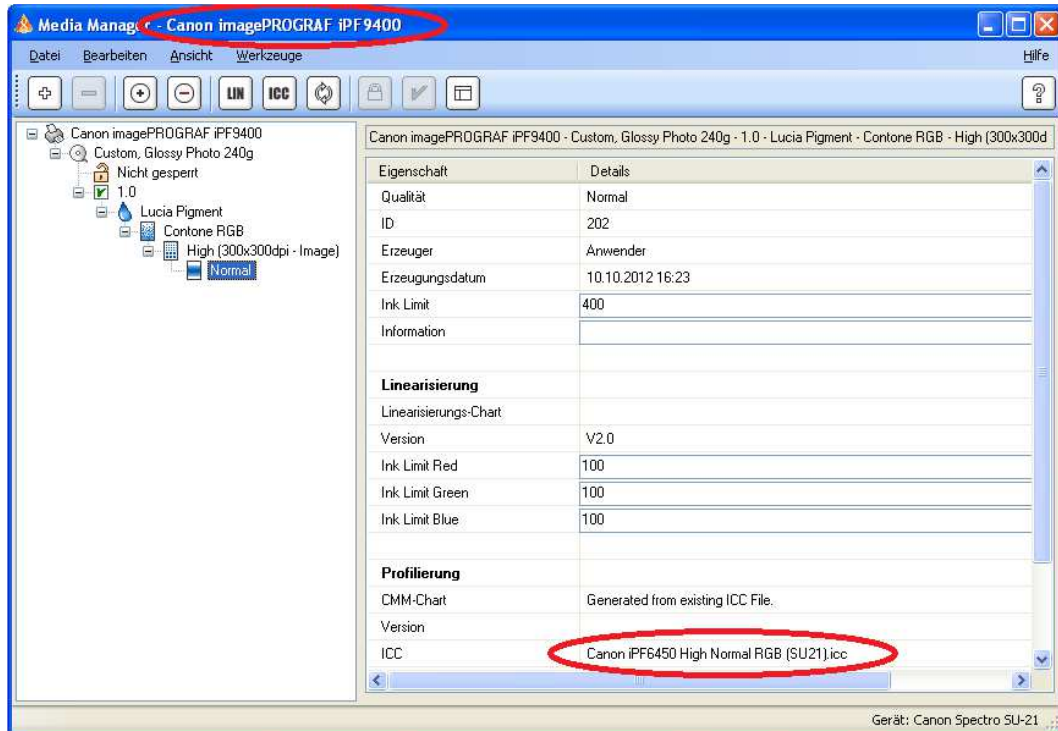 Media Manager - Canon imagePROGRAF iPF9400
Datei Bearbeiten Ansicht Werkzeuge Hilfe
LIN ICC
Canon imagePROGRAF iPF9400
Custom, Glossy Photo 240g
Nicht gesperrt
1.0
Lucia Pigment
Contone RGB
High (300x300dpi - Image)
Normal
Canon imagePROGRAF iPF9400 - Custom, Glossy Photo 240g - 1.0 - Lucia Pigment - Contone RGB - High (300x300d
Eigenschaft Details
Qualität Normal
ID 202
Erzeuger Anwender
Erzeugungsdatum 10.10.2012 16:23
Ink Limit 400
Information
Linearisierung
Linearisierungs-Chart
Version V2.0
Ink Limit Red 100
Ink Limit Green 100
Ink Limit Blue 100
Profilierung
CMM-Chart Generated from existing ICC File.
Version
ICC Canon iPF6450 High Normal RGB (SU21).icc
Gerät: Canon Spectro SU-21